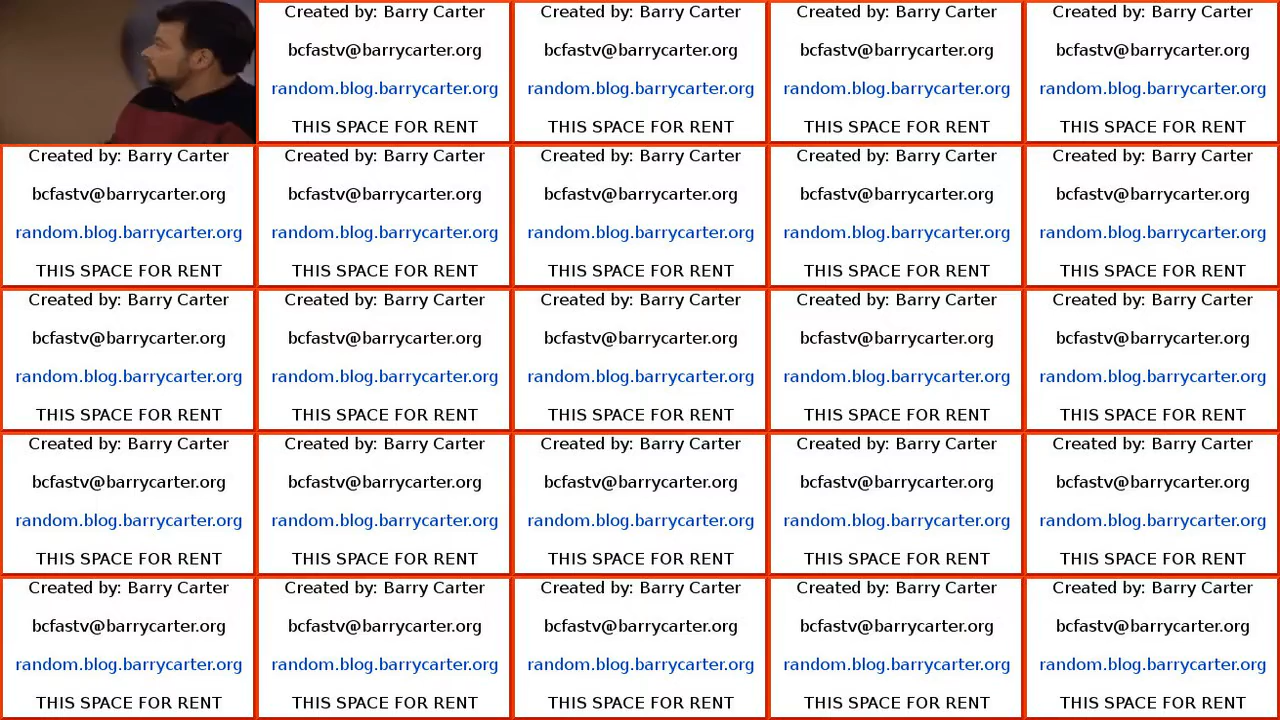 Created by: Barry Carter
bcfastv@barrycarter.org
random.blog.barrycarter.org
THIS SPACE FOR RENT
Created by: Barry Carter
bcfastv@barrycarter.org
random.blog.barrycarter.org
THIS SPACE FOR RENT
Created by: Barry Carter
bcfastv@barrycarter.org
random.blog.barrycarter.org
THIS SPACE FOR RENT
Created by: Barry Carter
bcfastv@barrycarter.org
random.blog.barrycarter.org
THIS SPACE FOR RENT
Created by: Barry Carter
bcfastv@barrycarter.org
random.blog.barrycarter.org
THIS SPACE FOR RENT
Created by: Barry Carter
bcfastv@barrycarter.org
random.blog.barrycarter.org
THIS SPACE FOR RENT
Created by: Barry Carter
bcfastv@barrycarter.org
random.blog.barrycarter.org
THIS SPACE FOR RENT
Created by: Barry Carter
bcfastv@barrycarter.org
random.blog.barrycarter.org
THIS SPACE FOR RENT
Created by: Barry Carter
bcfastv@barrycarter.org
random.blog.barrycarter.org
THIS SPACE FOR RENT
Created by: Barry Carter
bcfastv@barrycarter.org
random.blog.barrycarter.org
THIS SPACE FOR RENT
Created by: Barry Carter
bcfastv@barrycarter.org
random.blog.barrycarter.org
THIS SPACE FOR RENT
Created by: Barry Carter
bcfastv@barrycarter.org
random.blog.barrycarter.org
THIS SPACE FOR RENT
Created by: Barry Carter
bcfastv@barrycarter.org
random.blog.barrycarter.org
THIS SPACE FOR RENT
Created by: Barry Carter
bcfastv@barrycarter.org
random.blog.barrycarter.org
THIS SPACE FOR RENT
Created by: Barry Carter
bcfastv@barrycarter.org
random.blog.barrycarter.org
THIS SPACE FOR RENT
Created by: Barry Carter
bcfastv@barrycarter.org
random.blog.barrycarter.org
THIS SPACE FOR RENT
Created by: Barry Carter
bcfastv@barrycarter.org
random.blog.barrycarter.org
THIS SPACE FOR RENT
Created by: Barry Carter
bcfastv@barrycarter.org
random.blog.barrycarter.org
THIS SPACE FOR RENT
Created by: Barry Carter
bcfastv@barrycarter.org
random.blog.barrycarter.org
THIS SPACE FOR RENT
Created by: Barry Carter
bcfastv@barrycarter.org
random.blog.barrycarter.org
THIS SPACE FOR RENT
Created by: Barry Carter
bcfastv@barrycarter.org
random.blog.barrycarter.org
THIS SPACE FOR RENT
Created by: Barry Carter
bcfastv@barrycarter.org
random.blog.barrycarter.org
THIS SPACE FOR RENT
Created by: Barry Carter
bcfastv@barrycarter.org
random.blog.barrycarter.org
THIS SPACE FOR RENT
Created by: Barry Carter
bcfastv@barrycarter.org
random.blog.barrycarter.org
THIS SPACE FOR RENT